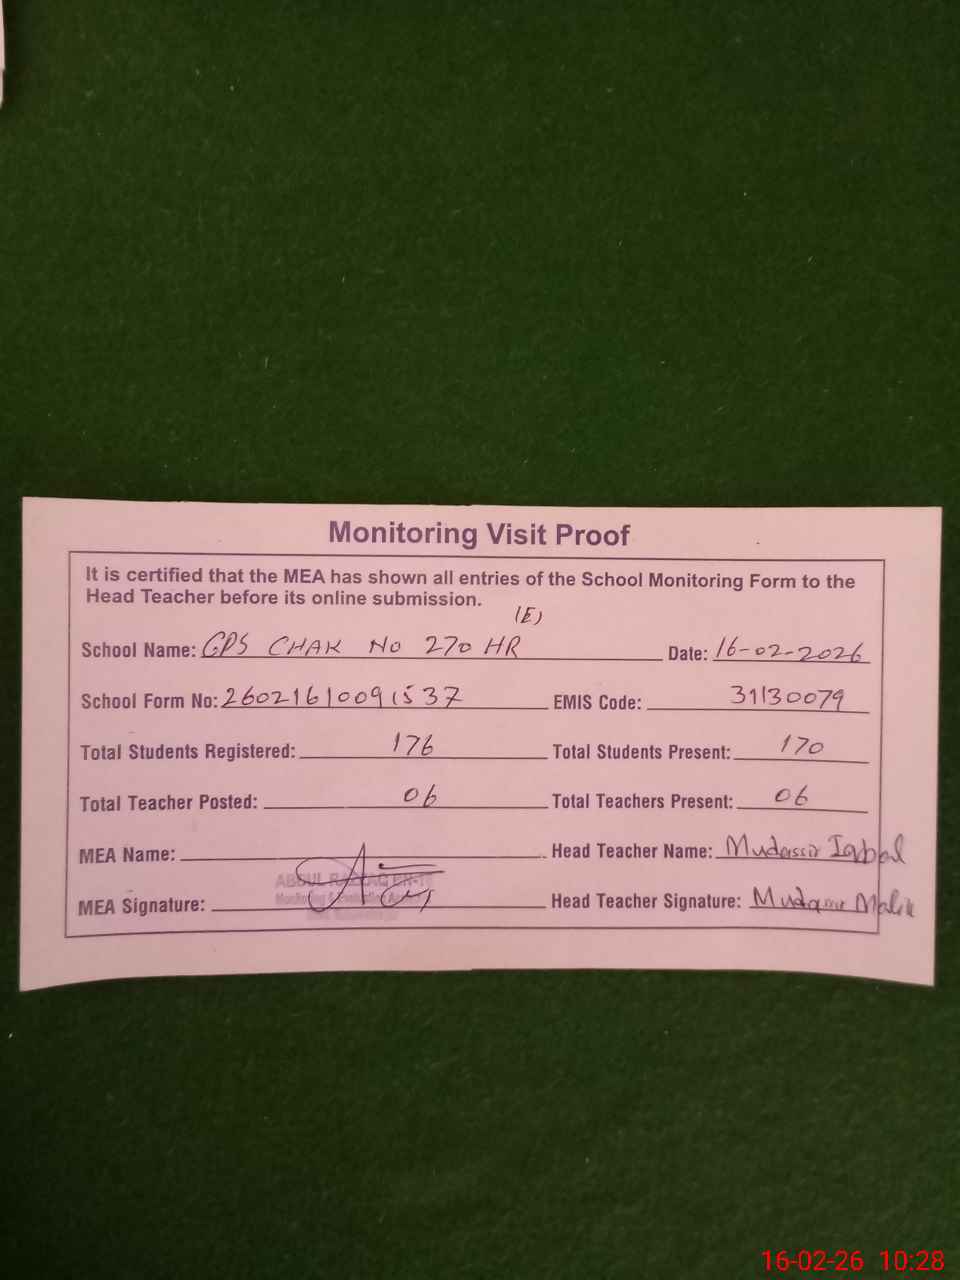 Monitoring Visit Proof
It is certified that the MEA has shown all entries of the School Monitoring Form to the
Head Teacher before its online submission.
(E)
School Name: GPS CHAK No 270 HR Date: 16-02-2026
School Form No: 26021610091537 EMIS Code: 31130079
Total Students Registered: 176 Total Students Present: 170
Total Teacher Posted: 06 Total Teachers Present: 06
MEA Name: Head Teacher Name: Mudassir Iqbal
ABDUL
MEA Signature: Head Teacher Signature: Malik
16-02-26 10:28